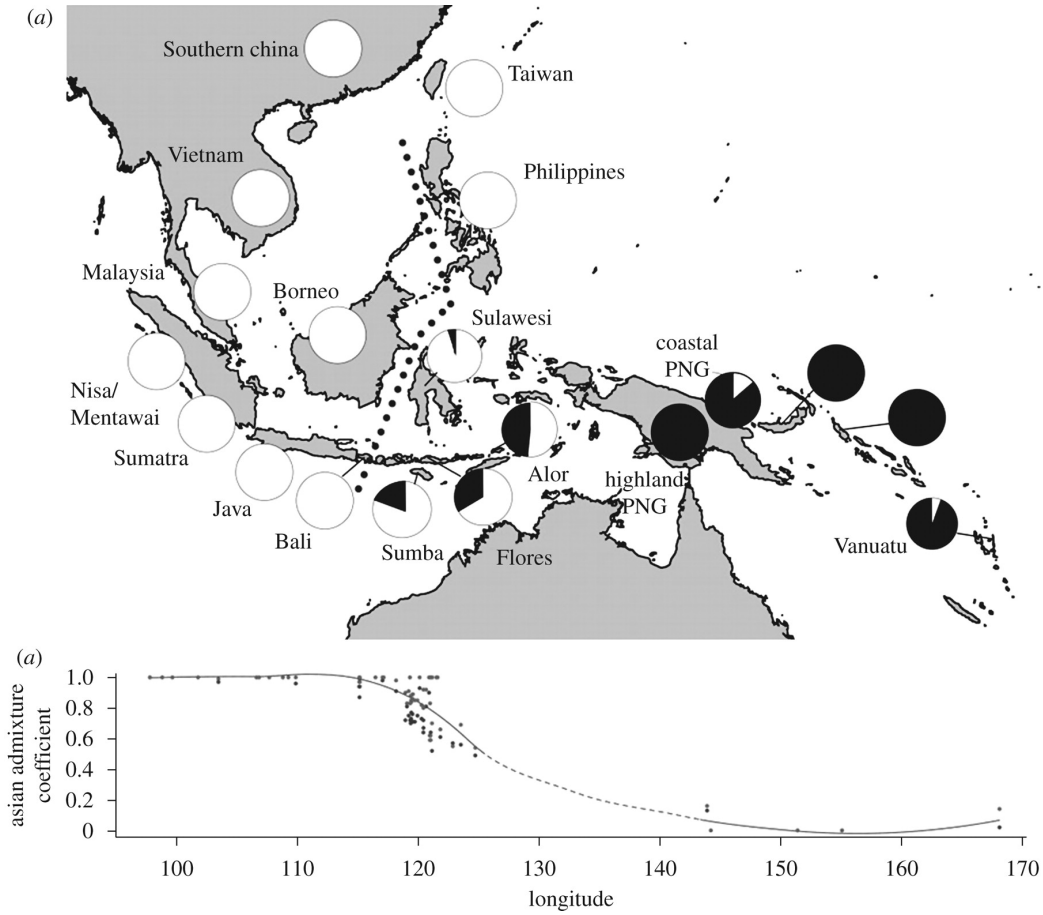 (a)
Southern china
Taiwan
Vietnam
Philippines
Malaysia
Borneo
Sulawesi
coastal
PNG
Nisa/
Mentawai
Sumatra
Alor
highland
PNG
Java
Bali
Sumba
Flores
Vanuatu
(a)
asian admixture
coefficient
1.0
0.8
0.6
0.4
0.2
0
100
110
120
130
140
150
160
170
longitude